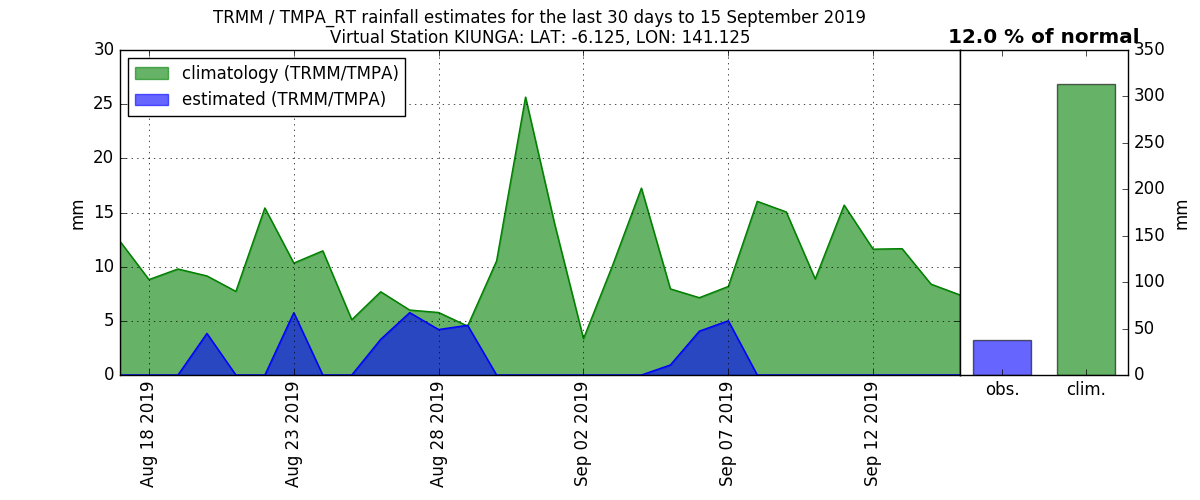 TRMM / TMPA_RT rainfall estimates for the last 30 days to 15 September 2019
Virtual Station KIUNGA: LAT: -6.125, LON: 141.125
12.0 % of normal
climatology (TRMM/TMPA)
estimated (TRMM/TMPA)
30
25
20
15
10
5
0
mm
350
300
250
200
150
100
50
0
mm
Aug 18 2019
Aug 23 2019
Aug 28 2019
Sep 02 2019
Sep 07 2019
Sep 12 2019
obs.
clim.